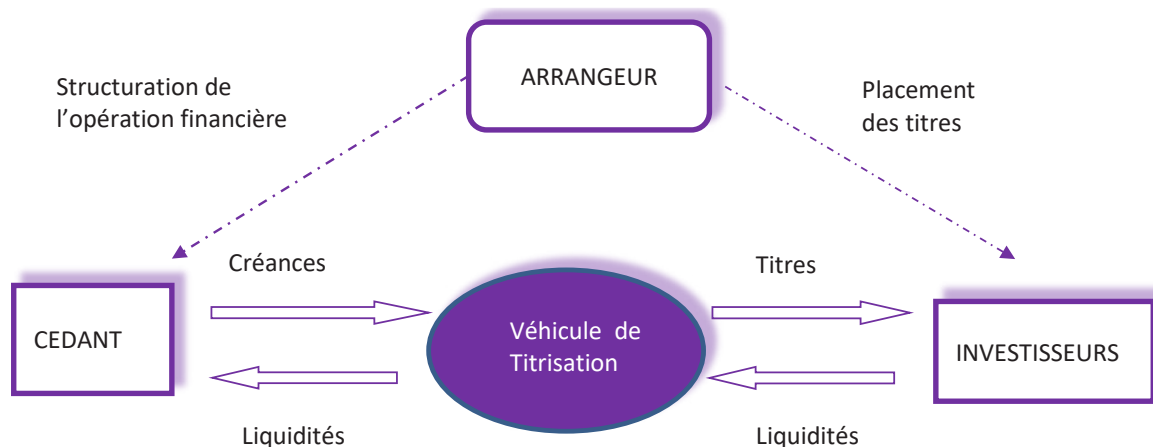 ARRANGEUR
Structuration de
l’opération financière
Placement
des titres
Créances
Titres
CEDANT
Véhicule de
Titrisation
INVESTISSEURS
Liquidités
Liquidités